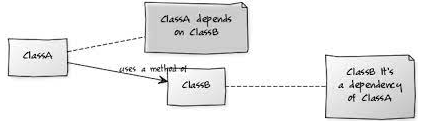 ClassA depends
on ClassB
ClassA
uses a method of
ClassB
ClassB It's
a dependency
of ClassA